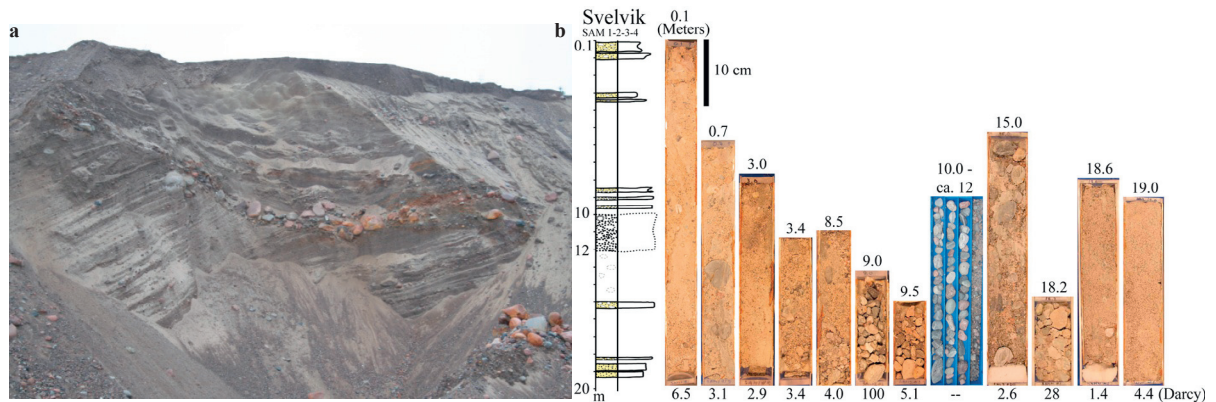 a
b
Svelvik
SAM 1-2-3-4
0.1
10
12
20
m
0.1
(Meters)
10 cm
0.7
3.0
3.4
8.5
9.0
9.5
10.0 -
ca. 12
15.0
18.2
18.6
19.0
6.5 3.1 2.9 3.4 4.0 100 5.1 -- 2.6 28 1.4 4.4 (Darcy)